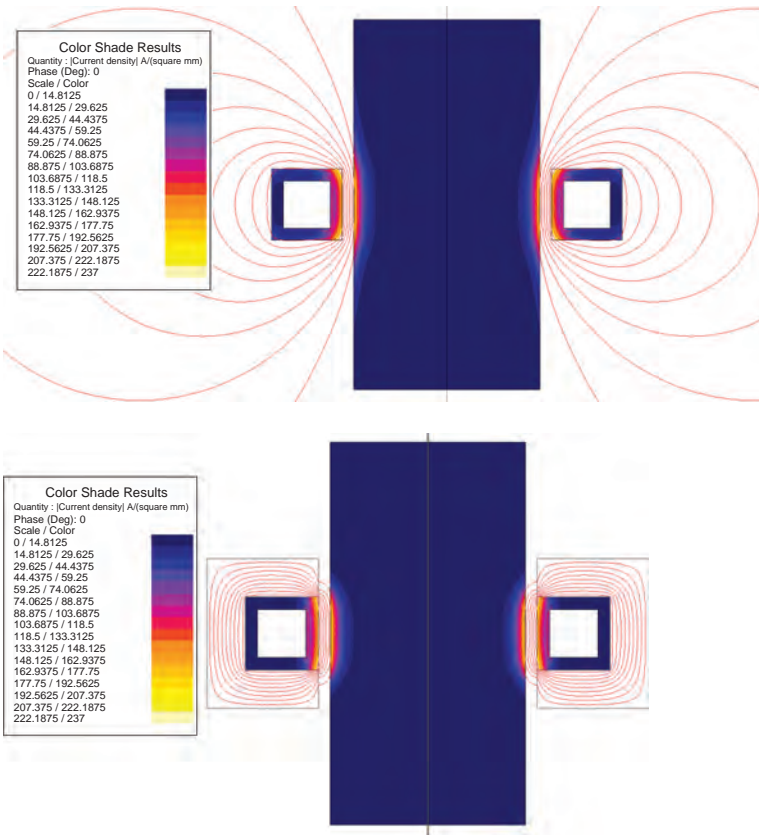 Color Shade Results
Quantity : |Current density| A/(square mm)
Phase (Deg): 0
Scale / Color
0 / 14.8125
14.8125 / 29.625
29.625 / 44.4375
44.4375 / 59.25
59.25 / 74.0625
74.0625 / 88.875
88.875 / 103.6875
103.6875 / 118.5
118.5 / 133.3125
133.3125 / 148.125
148.125 / 162.9375
162.9375 / 177.75
177.75 / 192.5625
192.5625 / 207.375
207.375 / 222.1875
222.1875 / 237
Color Shade Results
Quantity : |Current density| A/(square mm)
Phase (Deg): 0
Scale / Color
0 / 14.8125
14.8125 / 29.625
29.625 / 44.4375
44.4375 / 59.25
59.25 / 74.0625
74.0625 / 88.875
88.875 / 103.6875
103.6875 / 118.5
118.5 / 133.3125
133.3125 / 148.125
148.125 / 162.9375
162.9375 / 177.75
177.75 / 192.5625
192.5625 / 207.375
207.375 / 222.1875
222.1875 / 237